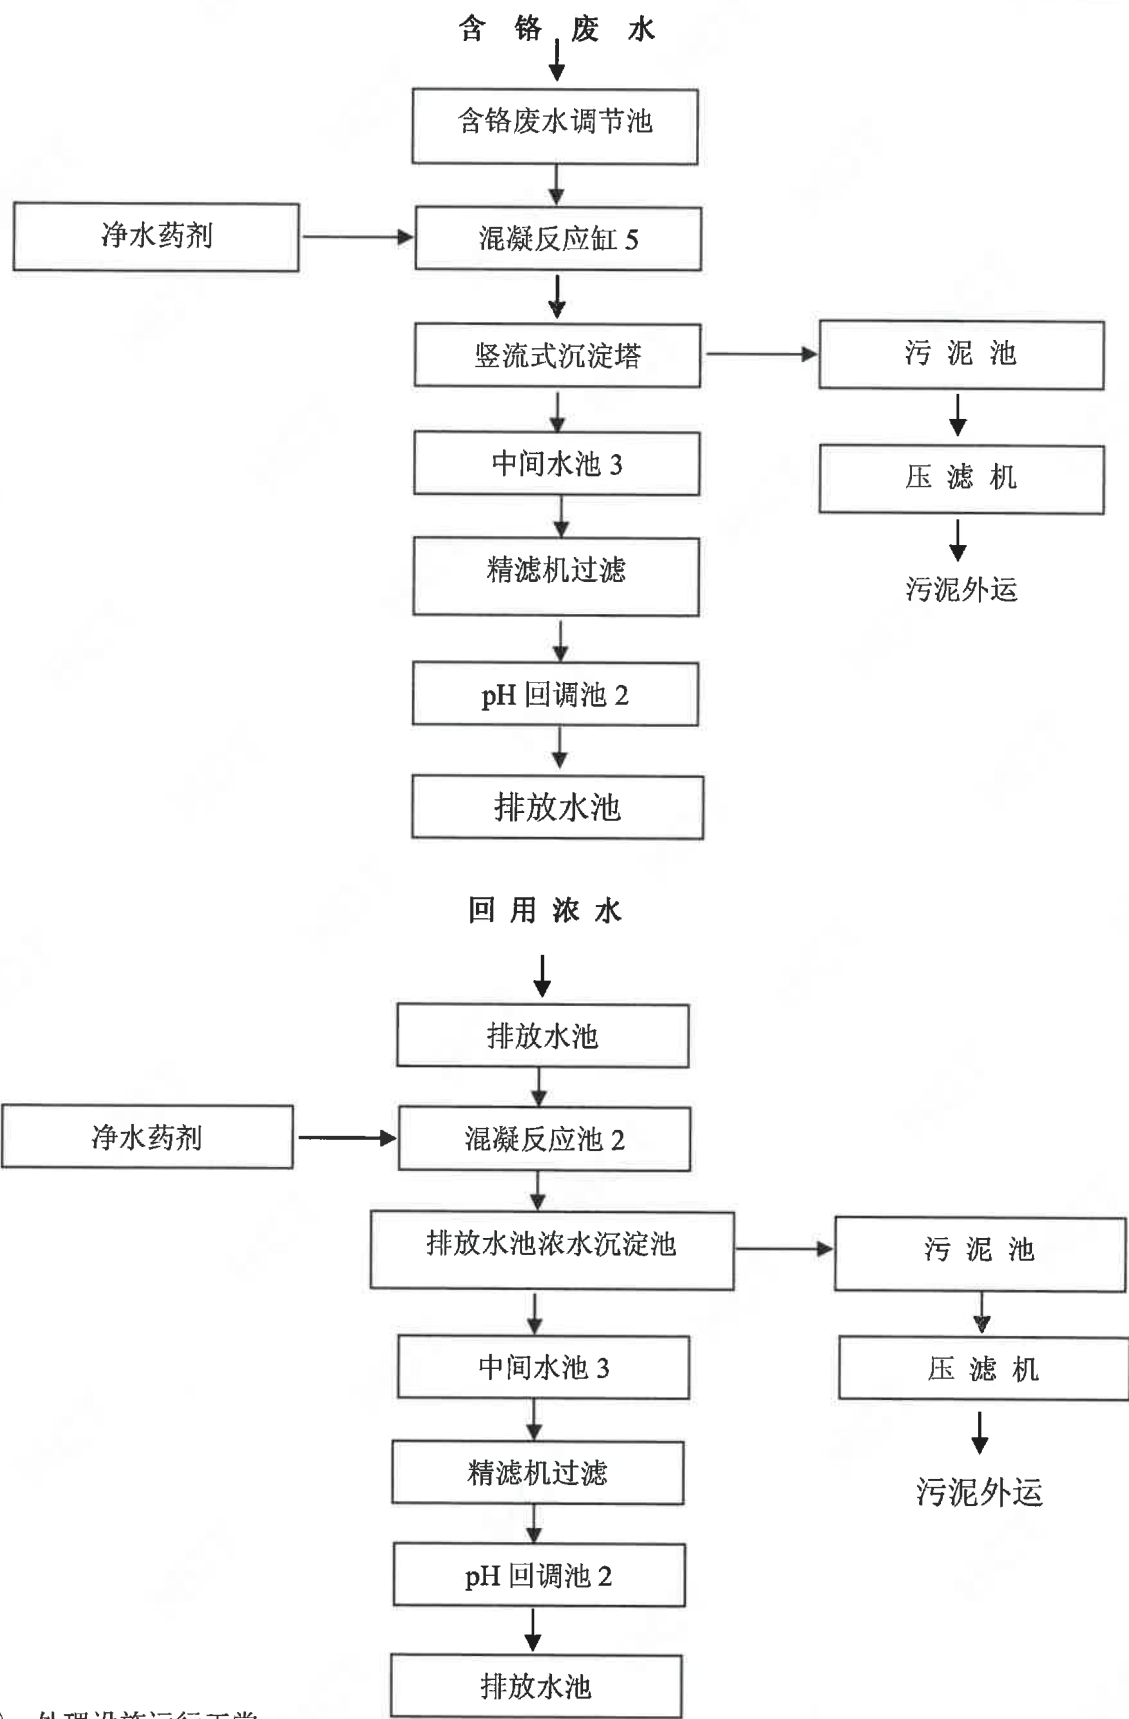 含 铬 废 水
含铬废水调节池
净水药剂
混凝反应缸 5
竖流式沉淀塔
污 泥 池
中间水池 3
压 滤 机
精滤机过滤
污泥外运
pH 回调池 2
排放水池
回 用 浓 水
排放水池
净水药剂
混凝反应池 2
排放水池浓水沉淀池
污 泥 池
中间水池 3
压 滤 机
精滤机过滤
污泥外运
pH 回调池 2
排放水池